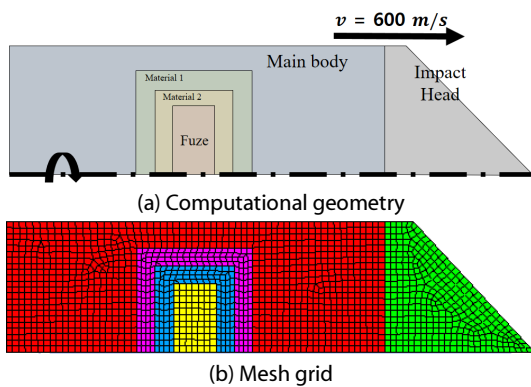 v = 600 m/s
Main body
Impact
Head
Material 1
Material 2
Fuze
(a) Computational geometry
(b) Mesh grid